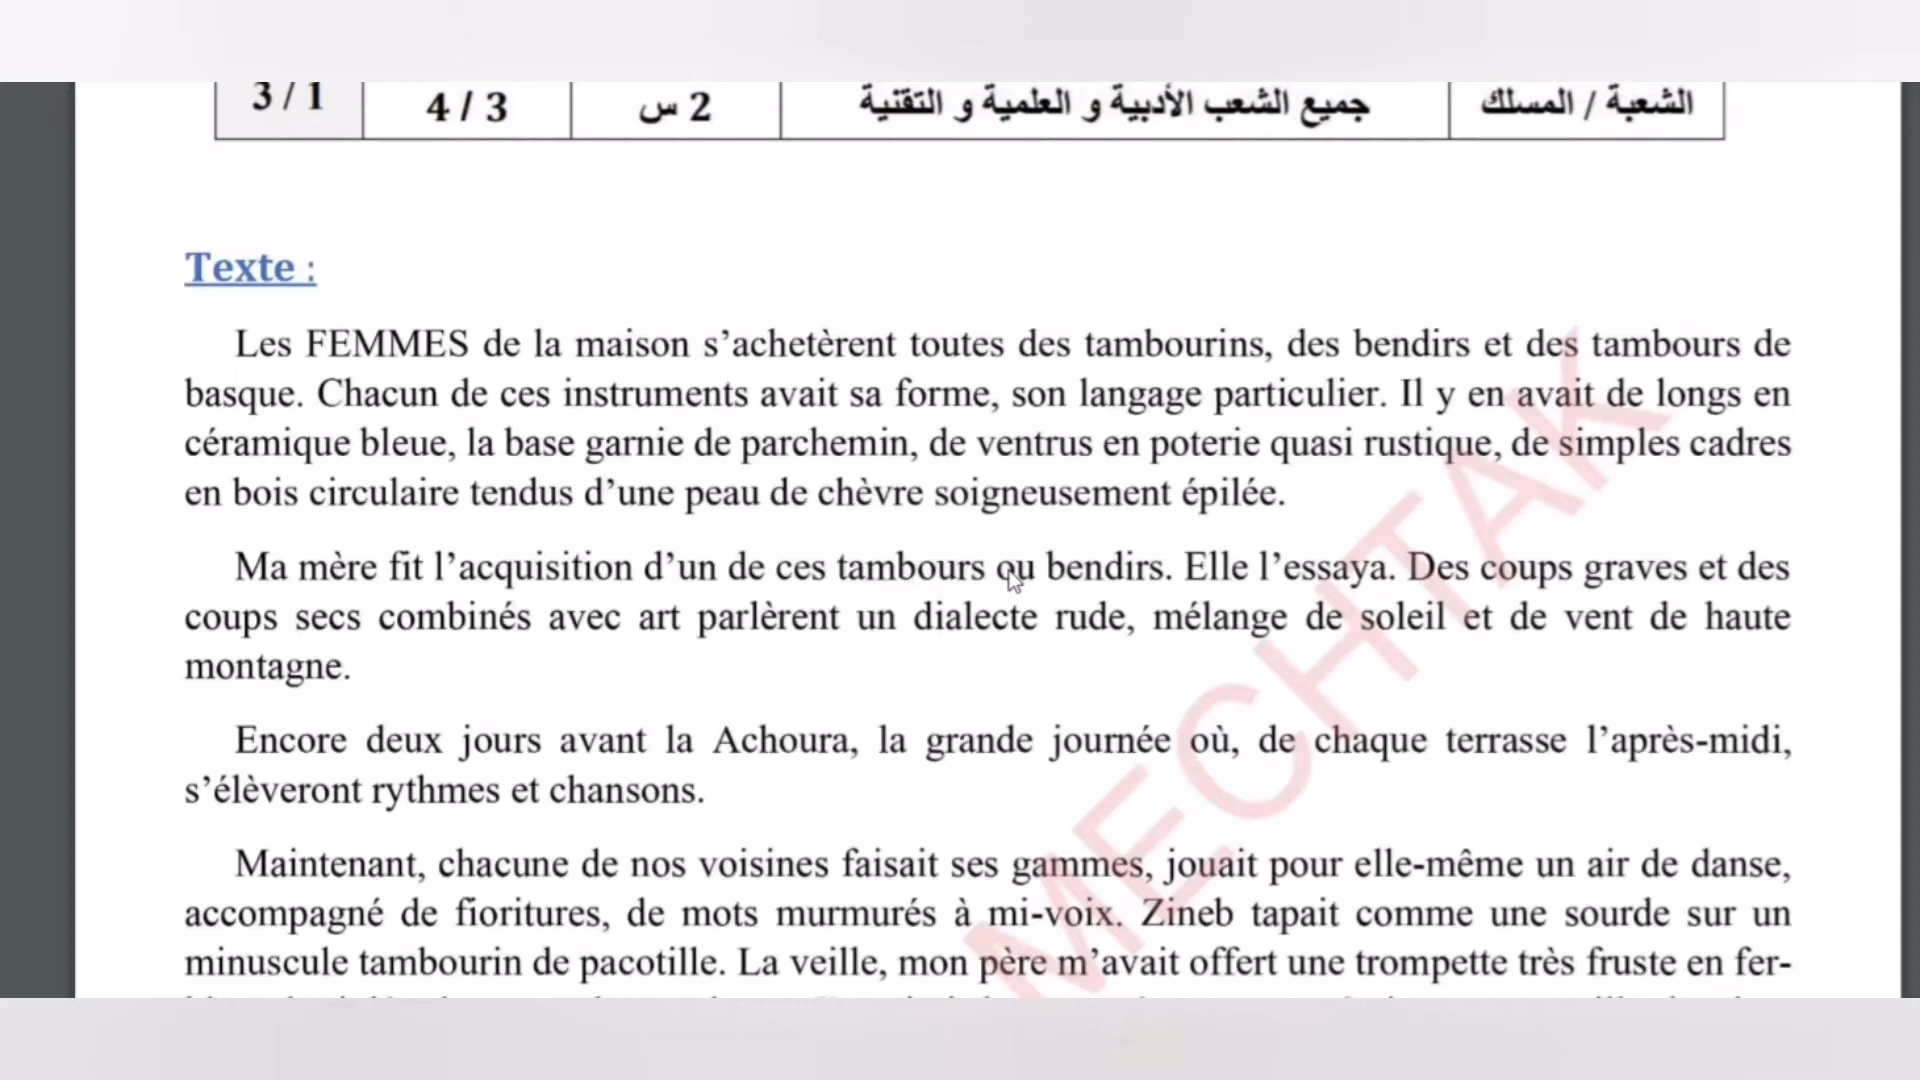 الشعبة / المسلك جميع الشعب الأدبية و العلمية و التقنية 2 س 4 / 3 3 / 1
Texte :
Les FEMMES de la maison s’achetèrent toutes des tambourins, des bendirs et des tambours de
basque. Chacun de ces instruments avait sa forme, son langage particulier. Il y en avait de longs en
céramique bleue, la base garnie de parchemin, de ventrus en poterie quasi rustique, de simples cadres
en bois circulaire tendus d’une peau de chèvre soigneusement épilée.
Ma mère fit l’acquisition d’un de ces tambours ou bendirs. Elle l’essaya. Des coups graves et des
coups secs combinés avec art parlèrent un dialecte rude, mélange de soleil et de vent de haute
montagne.
Encore deux jours avant la Achoura, la grande journée où, de chaque terrasse l’après-midi,
s’élèveront rythmes et chansons.
Maintenant, chacune de nos voisines faisait ses gammes, jouait pour elle-même un air de danse,
accompagné de fioritures, de mots murmurés à mi-voix. Zineb tapait comme une sourde sur un
minuscule tambourin de pacotille. La veille, mon père m’avait offert une trompette très fruste en fer-
MECHTAK